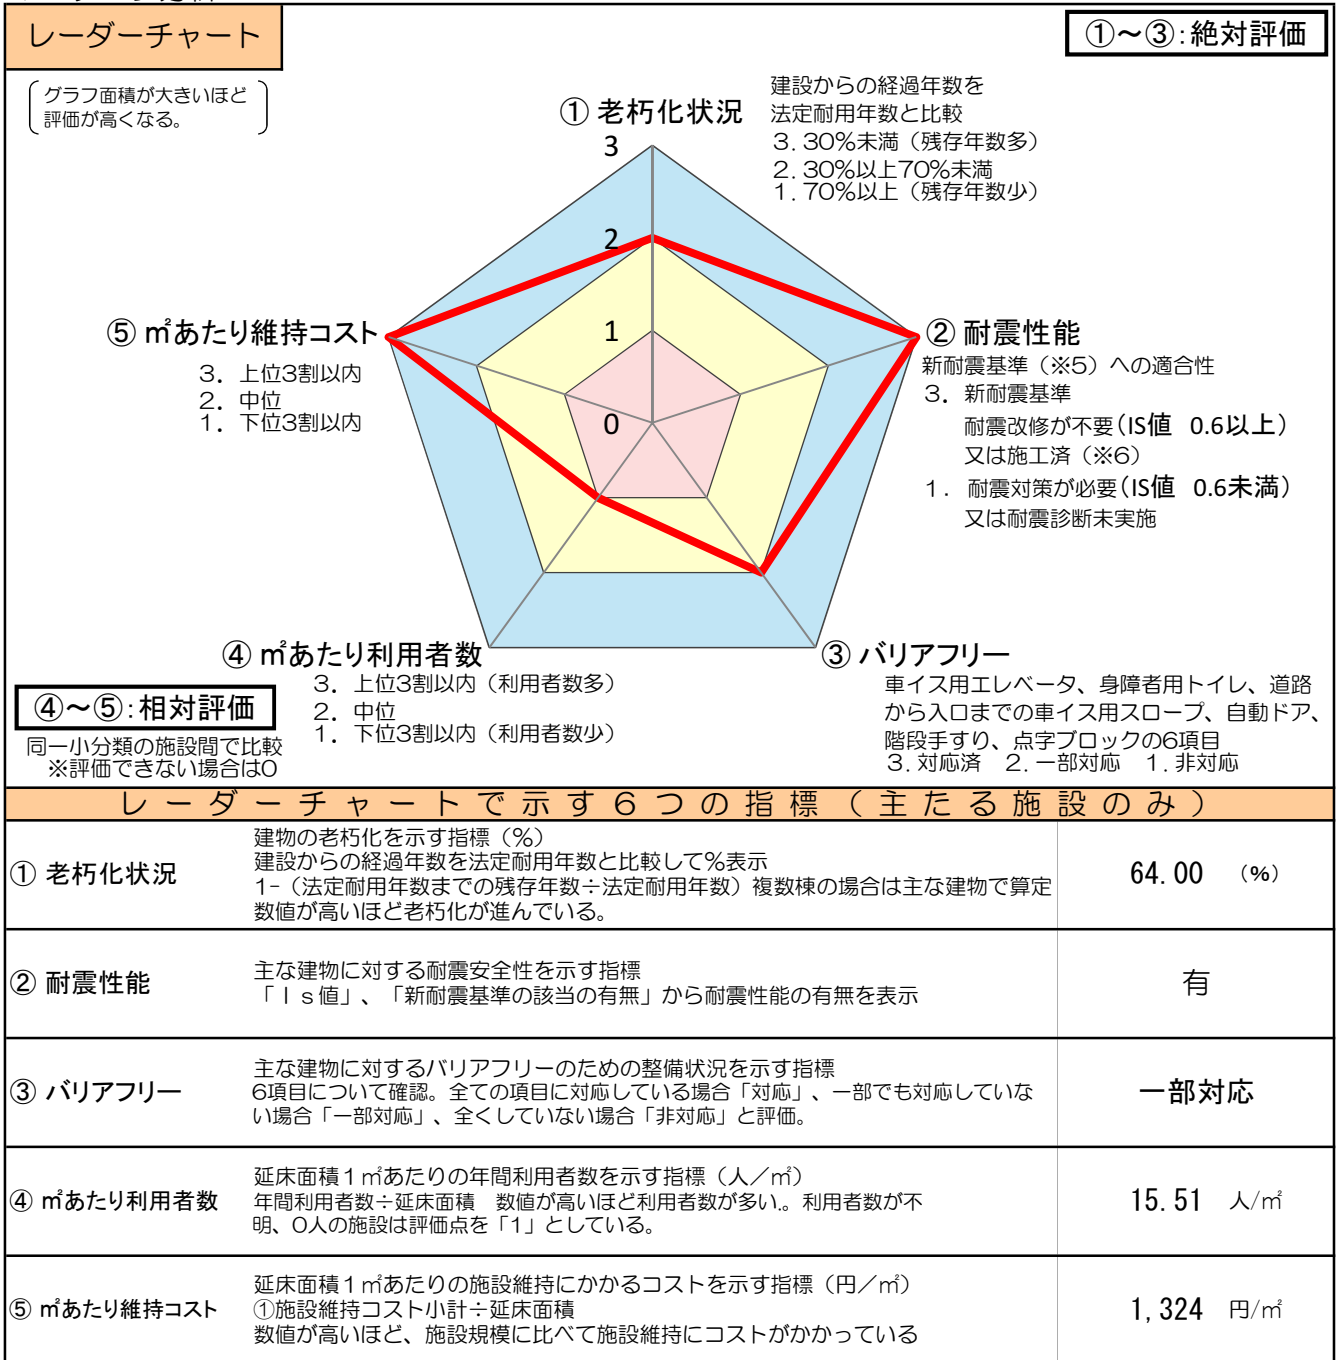 レーダーチャート
①～③：絶対評価
グラフ面積が大きいほど
評価が高くなる。
① 老朽化状況
建設からの経過年数を
法定耐用年数と比較
3．30％未満（残存年数多）
2．30％以上70％未満
1．70％以上（残存年数少）
3
2
1
0
② 耐震性能
新耐震基準（※5）への適合性
3．新耐震基準
耐震改修が不要（IS値 0.6以上）
又は施工済（※6）
1．耐震対策が必要（IS値 0.6未満）
又は耐震診断未実施
⑤ ㎡あたり維持コスト
3．上位3割以内
2．中位
1．下位3割以内
④ ㎡あたり利用者数
3．上位3割以内（利用者数多）
2．中位
1．下位3割以内（利用者数少）
③ バリアフリー
車イス用エレベータ、身障者用トイレ、道路
から入口までの車イス用スロープ、自動ドア、
階段手すり、点字ブロックの6項目
3．対応済 2．一部対応 1．非対応
④～⑤：相対評価
同一小分類の施設間で比較
※評価できない場合は0
レーダーチャートで示す６つの指標（主たる施設のみ）
① 老朽化状況
建物の老朽化を示す指標（％）
建設からの経過年数を法定耐用年数と比較して％表示
1-（法定耐用年数までの残存年数÷法定耐用年数）複数棟の場合は主な建物で算定
数値が高いほど老朽化が進んでいる。
64.00 （%）
② 耐震性能
主な建物に対する耐震安全性を示す指標
「Ｉｓ値」、「新耐震基準の該当の有無」から耐震性能の有無を表示
有
③ バリアフリー
主な建物に対するバリアフリーのための整備状況を示す指標
6項目について確認。全ての項目に対応している場合「対応」、一部でも対応していな
い場合「一部対応」、全くしていない場合「非対応」と評価。
一部対応
④ ㎡あたり利用者数
延床面積１㎡あたりの年間利用者数を示す指標（人／㎡）
年間利用者数÷延床面積 数値が高いほど利用者数が多い。利用者数が不
明、0人の施設は評価点を「1」としている。
15.51 人/㎡
⑤ ㎡あたり維持コスト
延床面積１㎡あたりの施設維持にかかるコストを示す指標（円／㎡）
①施設維持コスト小計÷延床面積
数値が高いほど、施設規模に比べて施設維持にコストがかかっている
1,324 円/㎡